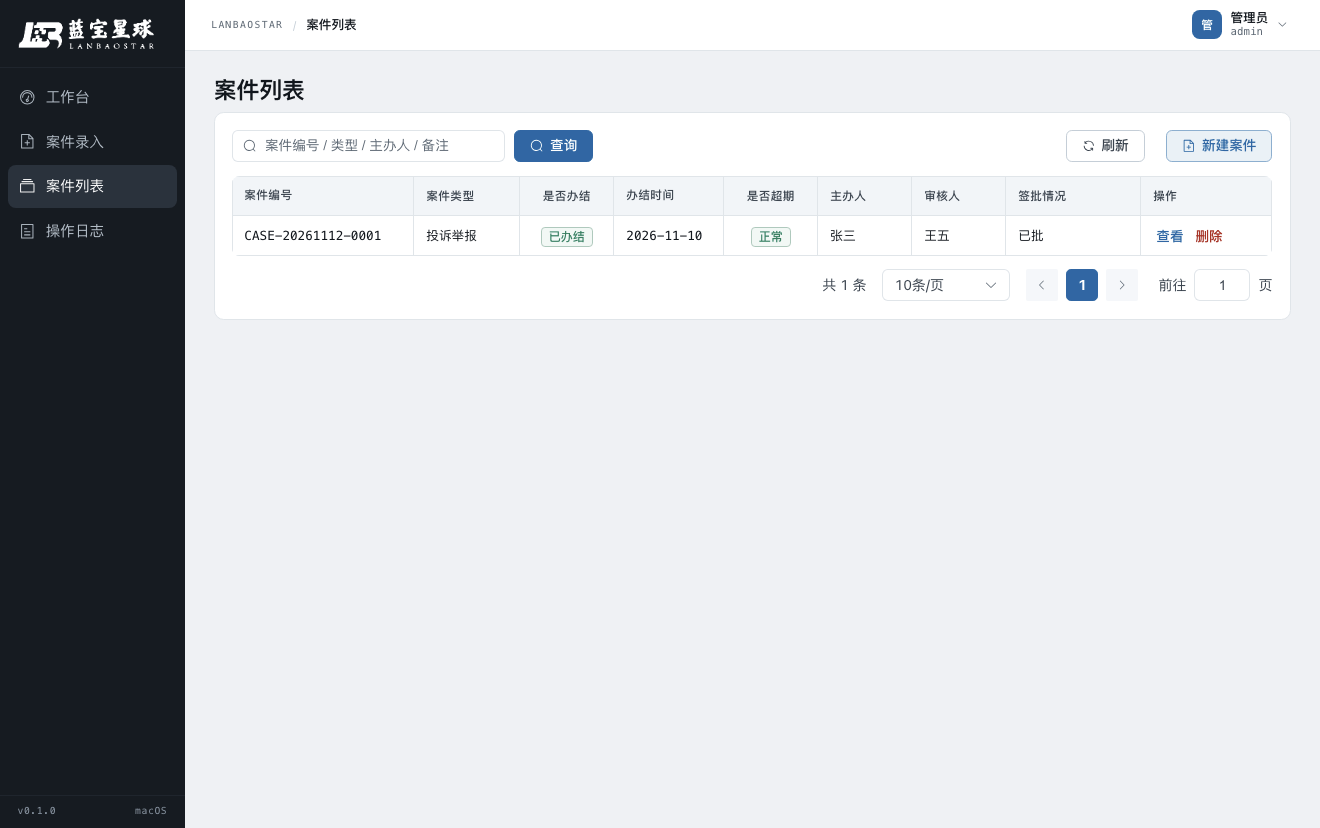 蓝宝星球
LANBAOSTAR
工作台
案件录入
案件列表
操作日志
v0.1.0 macOS
LANBAOSTAR / 案件列表
管 管理员
admin
案件列表
案件编号 / 类型 / 主办人 / 备注 查询 刷新 新建案件
案件编号 案件类型 是否办结 办结时间 是否超期 主办人 审核人 签批情况 操作
CASE-20261112-0001 投诉举报 已办结 2026-11-10 正常 张三 王五 已批 查看 删除
共 1 条 10条/页 1 前往 1 页